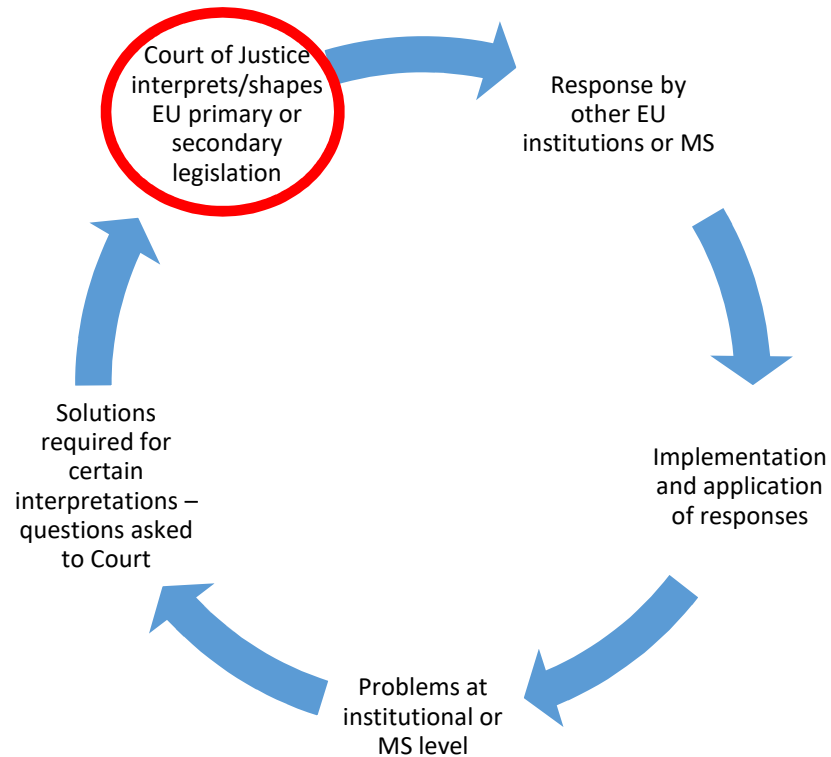 Court of Justice
interprets/shapes
EU primary or
secondary
legislation
Response by
other EU
institutions or MS
Implementation
and application
of responses
Problems at
institutional or
MS level
Solutions
required for
certain
interpretations –
questions asked
to Court